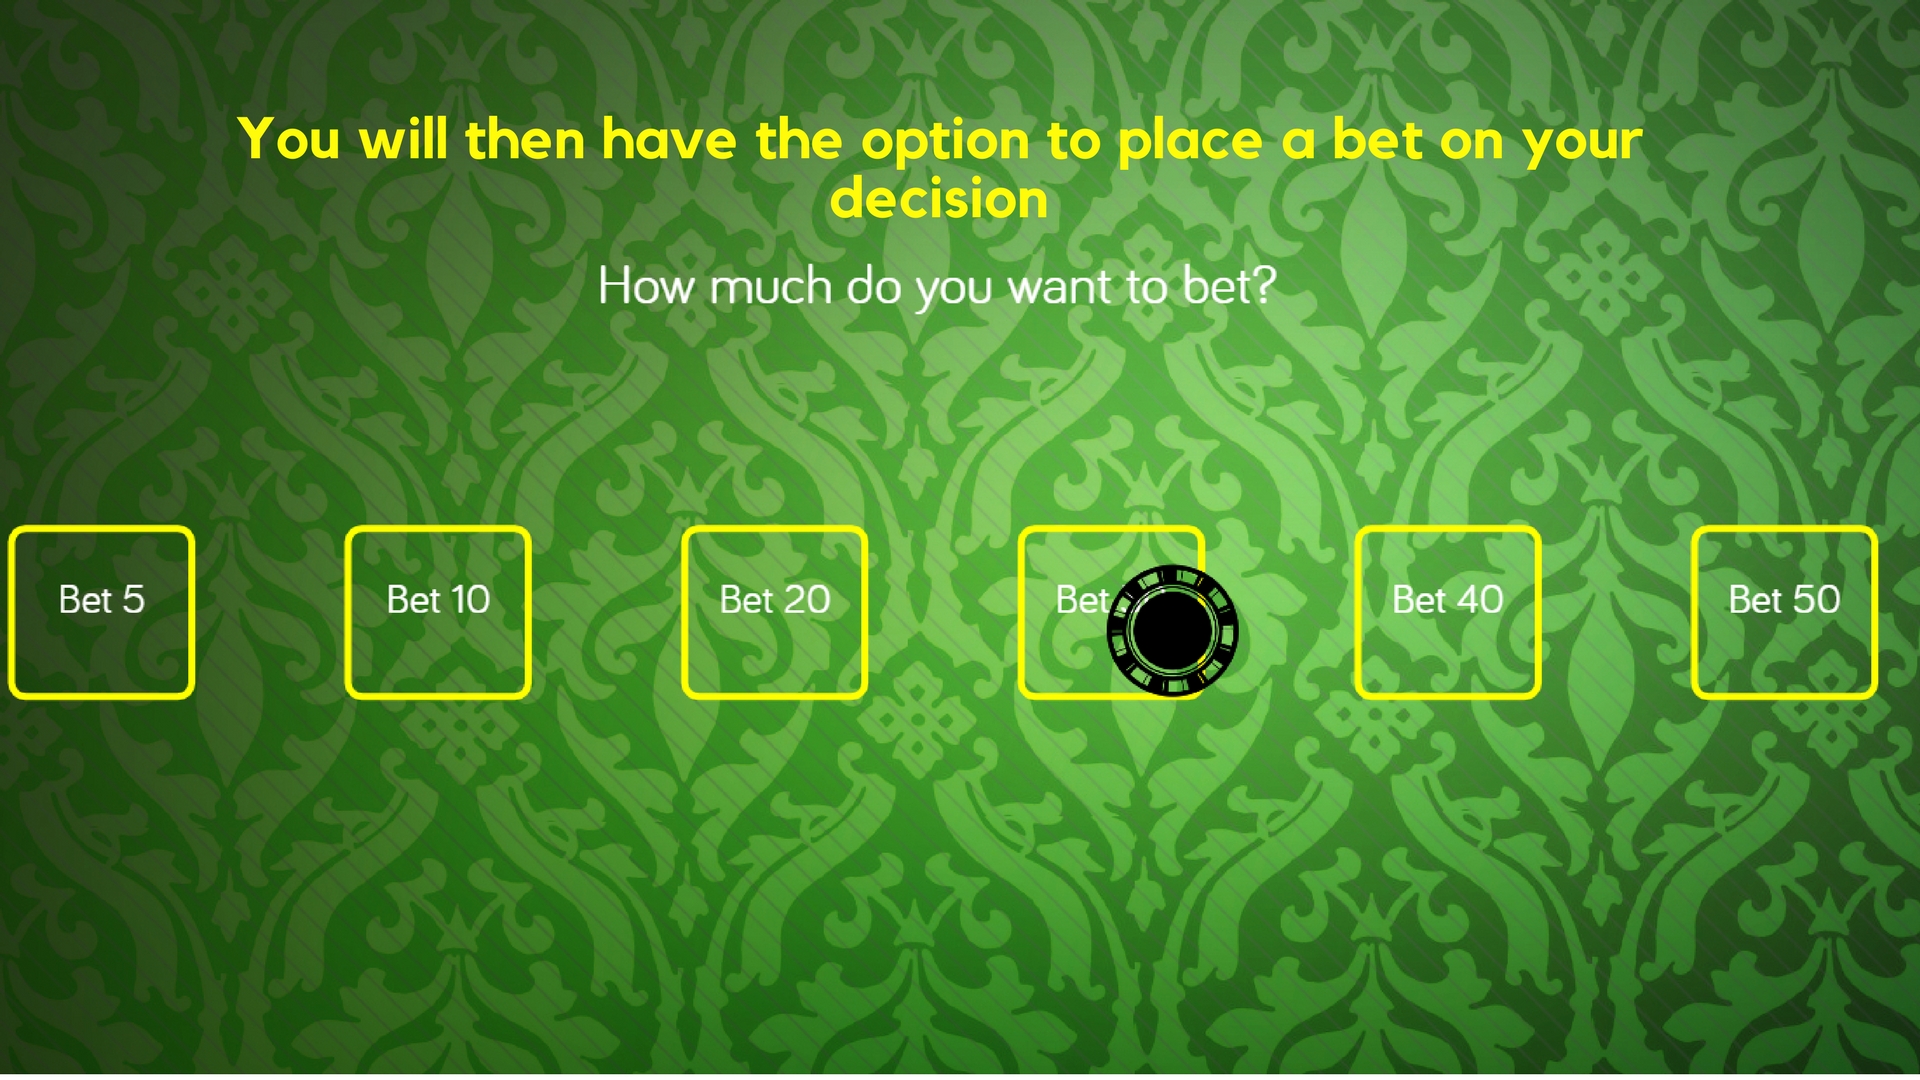 You will then have the option to place a bet on your
decision
How much do you want to bet?
Bet 5
Bet 10
Bet 20
Bet
Bet 40
Bet 50